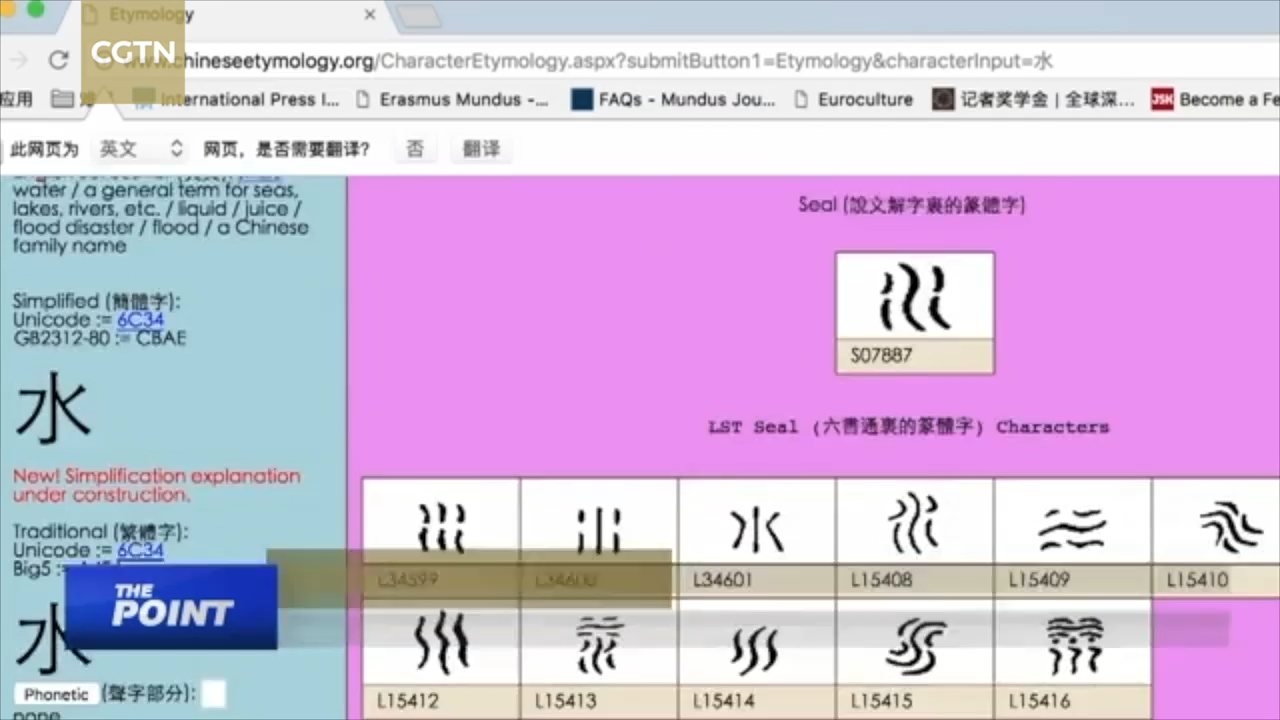 Etymology
CGTN
www.chineseetymology.org/CharacterEtymology.aspx?submitButton1=Etymology&characterInput=水
应用
International Press I...
Erasmus Mundus -...
FAQs - Mundus Jou...
Euroculture
记者奖学金 | 全球深...
JSK
Become a Fe
此网页为 英文 网页，是否需要翻译? 否 翻译
water / a general term for seas,
lakes, rivers, etc. / liquid / juice /
flood disaster / flood / a Chinese
family name
Simplified (簡體字):
Unicode := 6C34
GB2312-80 := CBAE
水
New! Simplification explanation
under construction.
Traditional (繁體字):
Unicode := 6C34
Big5 :=
水
Phonetic (聲字部分):
none
THE
POINT
Seal (說文解字裏的篆體字)
S07887
LST Seal (六書通裏的篆體字) Characters
L34599 L34600 L34601 L15408 L15409 L15410
L15412 L15413 L15414 L15415 L15416